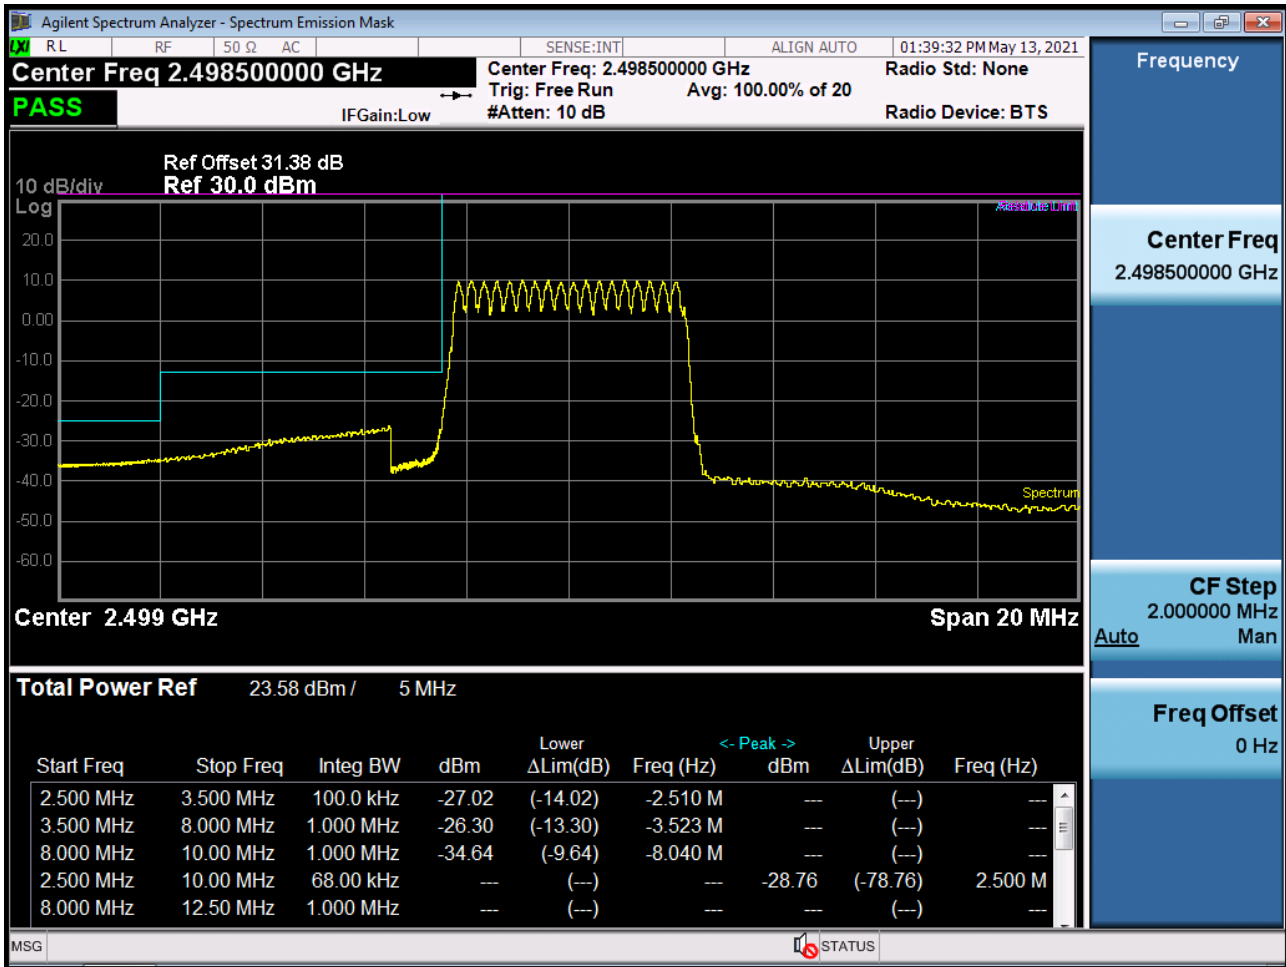 Agilent Spectrum Analyzer - Spectrum Emission Mask
LXI RL RF 50 Ω AC SENSE:INT ALIGN AUTO 01:39:32 PM May 13, 2021
Center Freq 2.498500000 GHz
PASS
IFGain:Low
Center Freq: 2.498500000 GHz
Trig: Free Run Avg: 100.00% of 20
#Atten: 10 dB
Radio Std: None
Radio Device: BTS
Ref Offset 31.38 dB
10 dB/div Ref 30.0 dBm
Log
Absolute Limit
20.0
10.0
0.00
-10.0
-20.0
-30.0
-40.0
-50.0
-60.0
Spectrum
Center 2.499 GHz Span 20 MHz
Total Power Ref 23.58 dBm / 5 MHz
Lower <- Peak -> Upper
Start Freq Stop Freq Integ BW dBm ΔLim(dB) Freq (Hz) dBm ΔLim(dB) Freq (Hz)
2.500 MHz 3.500 MHz 100.0 kHz -27.02 (-14.02) -2.510 M --- (---) ---
3.500 MHz 8.000 MHz 1.000 MHz -26.30 (-13.30) -3.523 M --- (---) ---
8.000 MHz 10.00 MHz 1.000 MHz -34.64 (-9.64) -8.040 M --- (---) ---
2.500 MHz 10.00 MHz 68.00 kHz --- (---) --- -28.76 (-78.76) 2.500 M
8.000 MHz 12.50 MHz 1.000 MHz --- (---) --- --- (---) ---
MSG STATUS
Frequency
Center Freq
2.498500000 GHz
CF Step
2.000000 MHz
Auto Man
Freq Offset
0 Hz